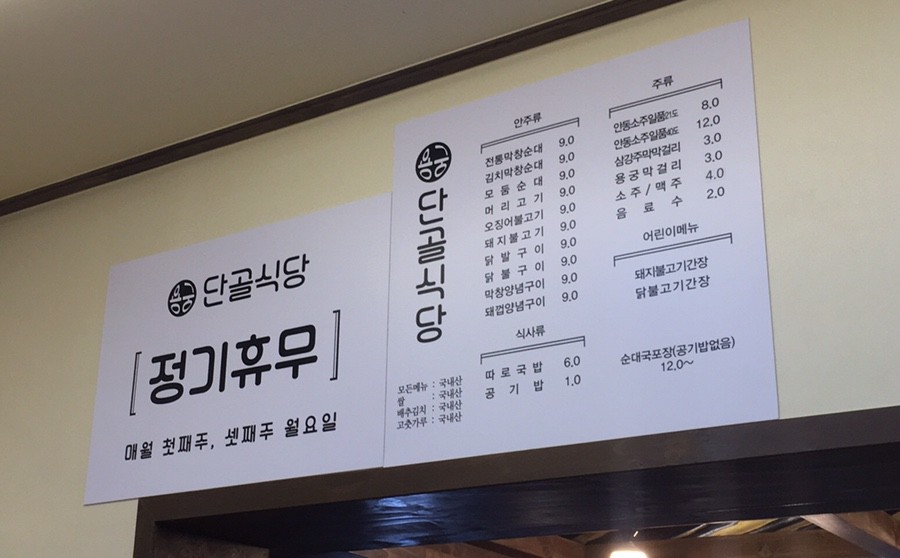 용궁 단골식당
[정기휴무]
매월 첫째주, 셋째주 월요일
용궁 단골식당
안주류
전통막창순대 9.0
김치막창순대 9.0
모둠순대 9.0
머리고기 9.0
오징어불고기 9.0
돼지불고기 9.0
닭발구이 9.0
닭불구이 9.0
막창양념구이 9.0
돼껍양념구이 9.0
식사류
따로국밥 6.0
공기밥 1.0
모든메뉴 : 국내산
쌀 : 국내산
배추김치 : 국내산
고춧가루 : 국내산
주류
안동소주일품21도 8.0
안동소주일품40도 12.0
삼강주막막걸리 3.0
용궁막걸리 3.0
소주/맥주 4.0
음료수 2.0
어린이메뉴
돼지불고기간장
닭불고기간장
순대국포장(공기밥없음)
12.0~